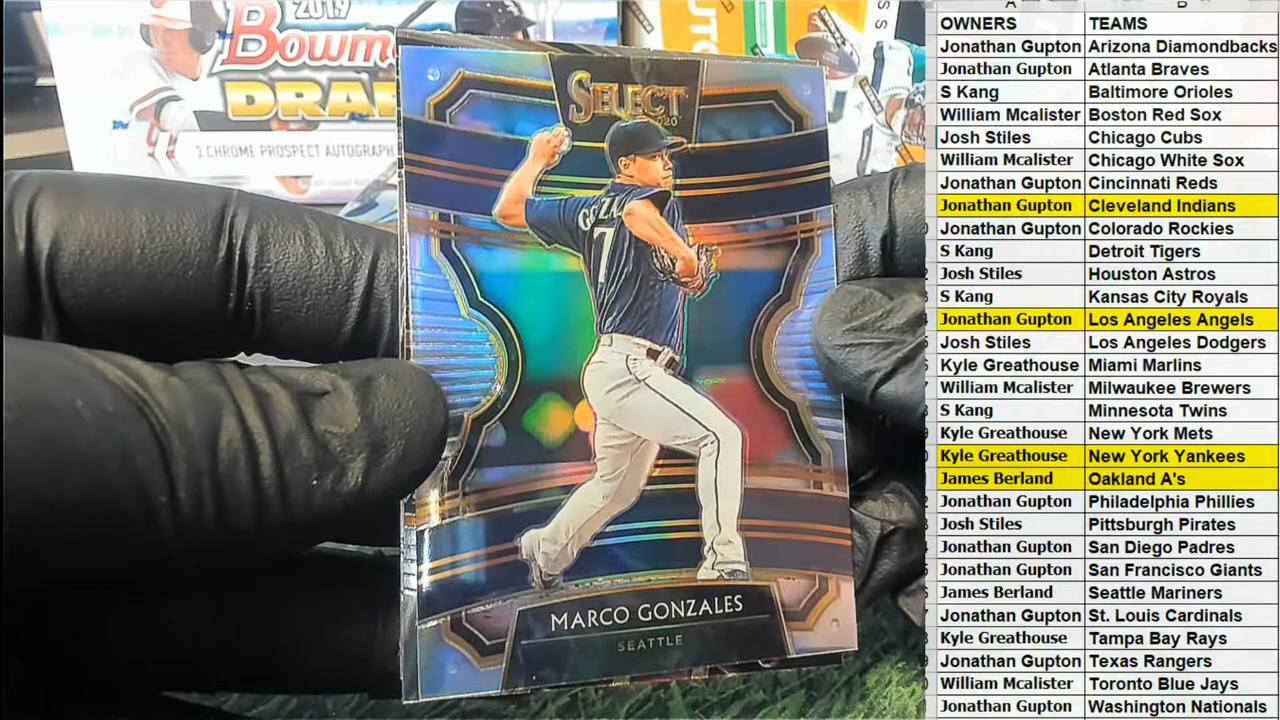 2019
Bowm
DRA
3 CHROME PROSPECT AUTOGRAPH
UTO
SELECT
2020
GONZA
7
MARCO GONZALES
SEATTLE
A B
OWNERS TEAMS
Jonathan Gupton Arizona Diamondbacks
Jonathan Gupton Atlanta Braves
S Kang Baltimore Orioles
William Mcalister Boston Red Sox
Josh Stiles Chicago Cubs
William Mcalister Chicago White Sox
Jonathan Gupton Cincinnati Reds
Jonathan Gupton Cleveland Indians
Jonathan Gupton Colorado Rockies
S Kang Detroit Tigers
Josh Stiles Houston Astros
S Kang Kansas City Royals
Jonathan Gupton Los Angeles Angels
Josh Stiles Los Angeles Dodgers
Kyle Greathouse Miami Marlins
William Mcalister Milwaukee Brewers
S Kang Minnesota Twins
Kyle Greathouse New York Mets
Kyle Greathouse New York Yankees
James Berland Oakland A's
Jonathan Gupton Philadelphia Phillies
Josh Stiles Pittsburgh Pirates
Jonathan Gupton San Diego Padres
Jonathan Gupton San Francisco Giants
James Berland Seattle Mariners
Jonathan Gupton St. Louis Cardinals
Kyle Greathouse Tampa Bay Rays
Jonathan Gupton Texas Rangers
William Mcalister Toronto Blue Jays
Jonathan Gupton Washington Nationals